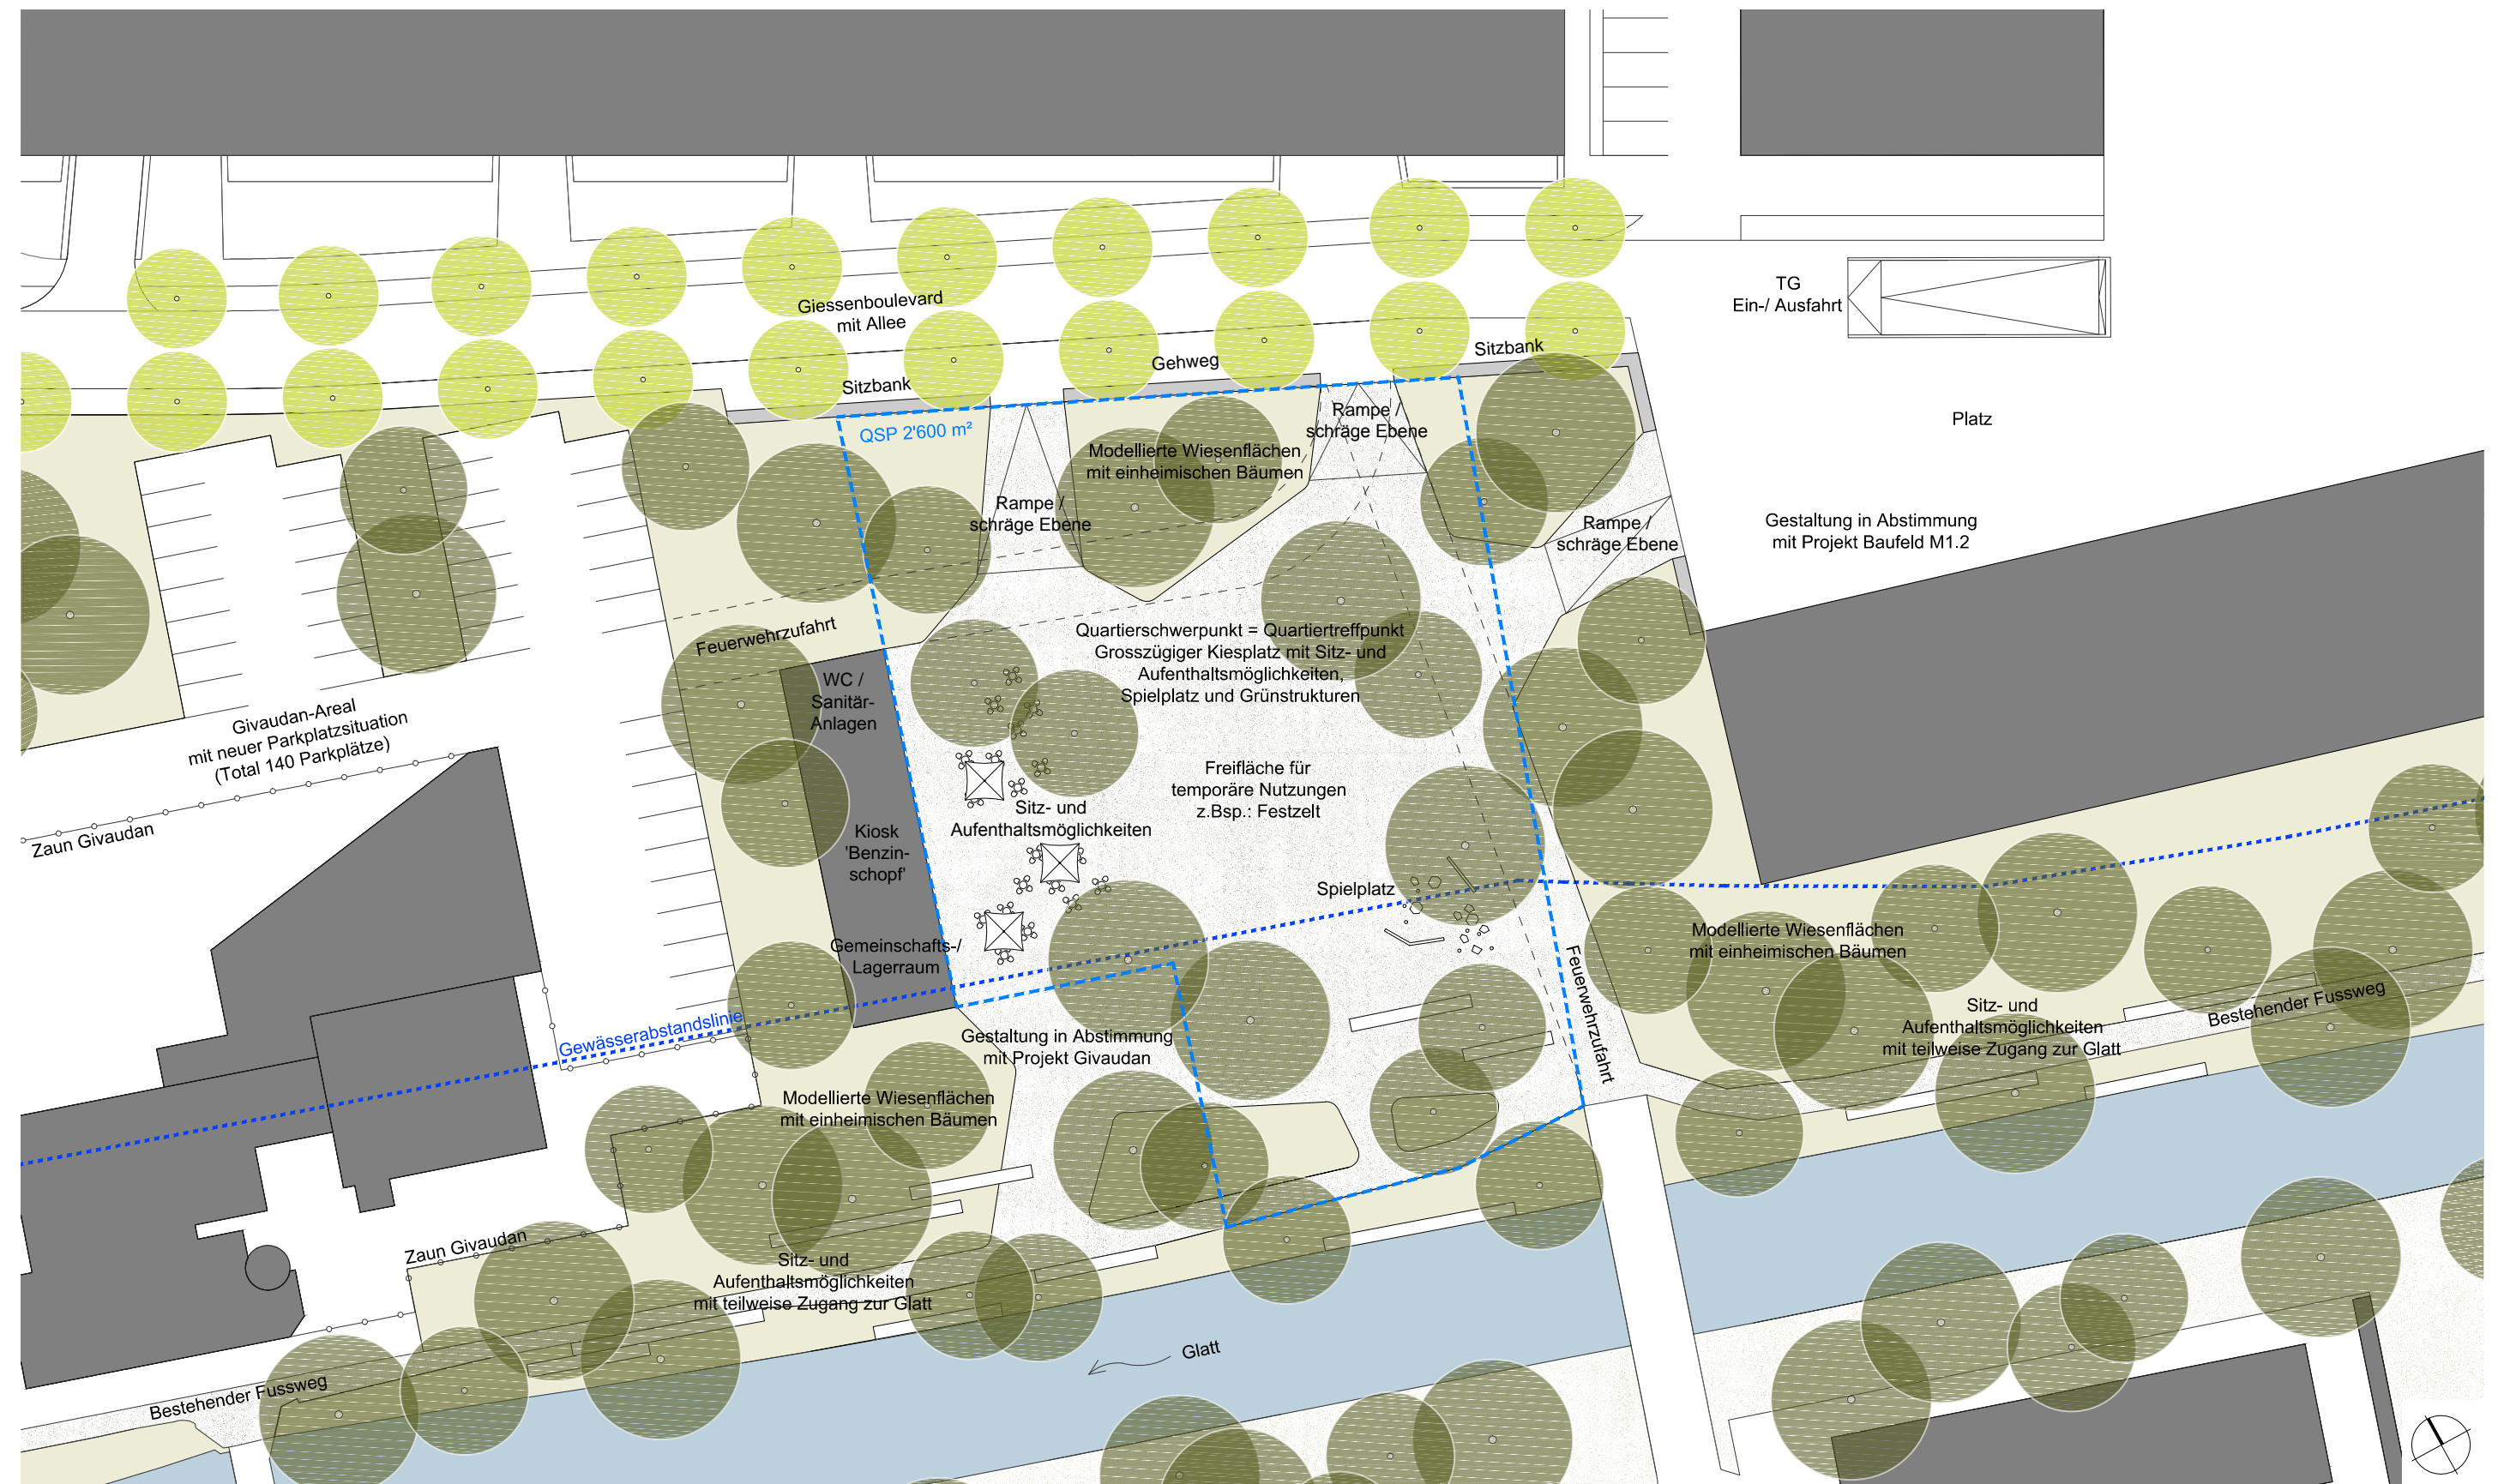 Giessenboulevard
mit Allee
TG
Ein-/ Ausfahrt
Gehweg
Sitzbank
Sitzbank
Platz
QSP 2'600 m²
Rampe /
schräge Ebene
Modellierte Wiesenflächen
mit einheimischen Bäumen
Rampe /
schräge Ebene
Rampe /
schräge Ebene
Gestaltung in Abstimmung
mit Projekt Baufeld M1.2
Feuerwehrzufahrt
Quartierschwerpunkt = Quartiertreffpunkt
Grosszügiger Kiesplatz mit Sitz- und
Aufenthaltsmöglichkeiten,
Spielplatz und Grünstrukturen
WC /
Sanitär-
Anlagen
Givaudan-Areal
mit neuer Parkplatzsituation
(Total 140 Parkplätze)
Zaun Givaudan
Freifläche für
temporäre Nutzungen
z.Bsp.: Festzelt
Sitz- und
Aufenthaltsmöglichkeiten
Kiosk
'Benzin-
schopf'
Spielplatz
Gemeinschafts-/
Lagerraum
Modellierte Wiesenflächen
mit einheimischen Bäumen
Feuerwehrzufahrt
Sitz- und
Aufenthaltsmöglichkeiten
mit teilweise Zugang zur Glatt
Bestehender Fussweg
Gewässerabstandslinie
Gestaltung in Abstimmung
mit Projekt Givaudan
Modellierte Wiesenflächen
mit einheimischen Bäumen
Zaun Givaudan
Sitz- und
Aufenthaltsmöglichkeiten
mit teilweise Zugang zur Glatt
Glatt
Bestehender Fussweg